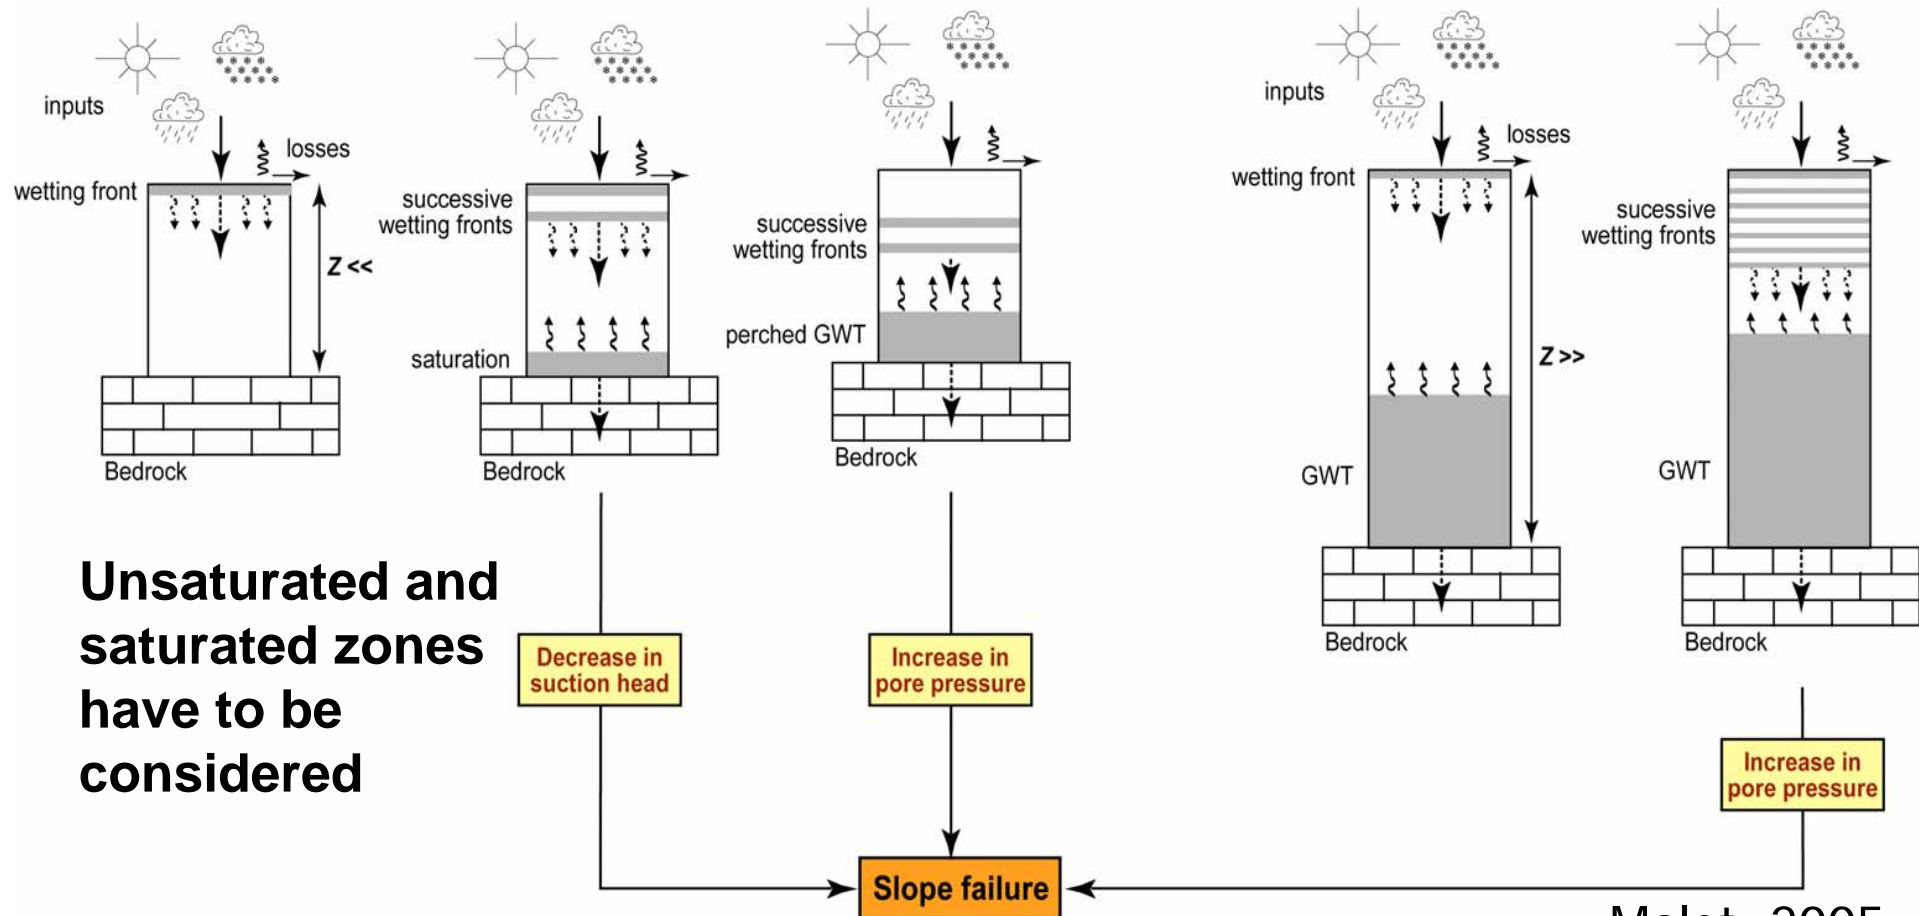 inputs
losses
wetting front
Z <<
Bedrock
successive
wetting fronts
saturation
Bedrock
successive
wetting fronts
perched GWT
Bedrock
inputs
losses
wetting front
Z >>
GWT
Bedrock
sucessive
wetting fronts
GWT
Bedrock
Unsaturated and
saturated zones
have to be
considered
Decrease in
suction head
Increase in
pore pressure
Increase in
pore pressure
Slope failure